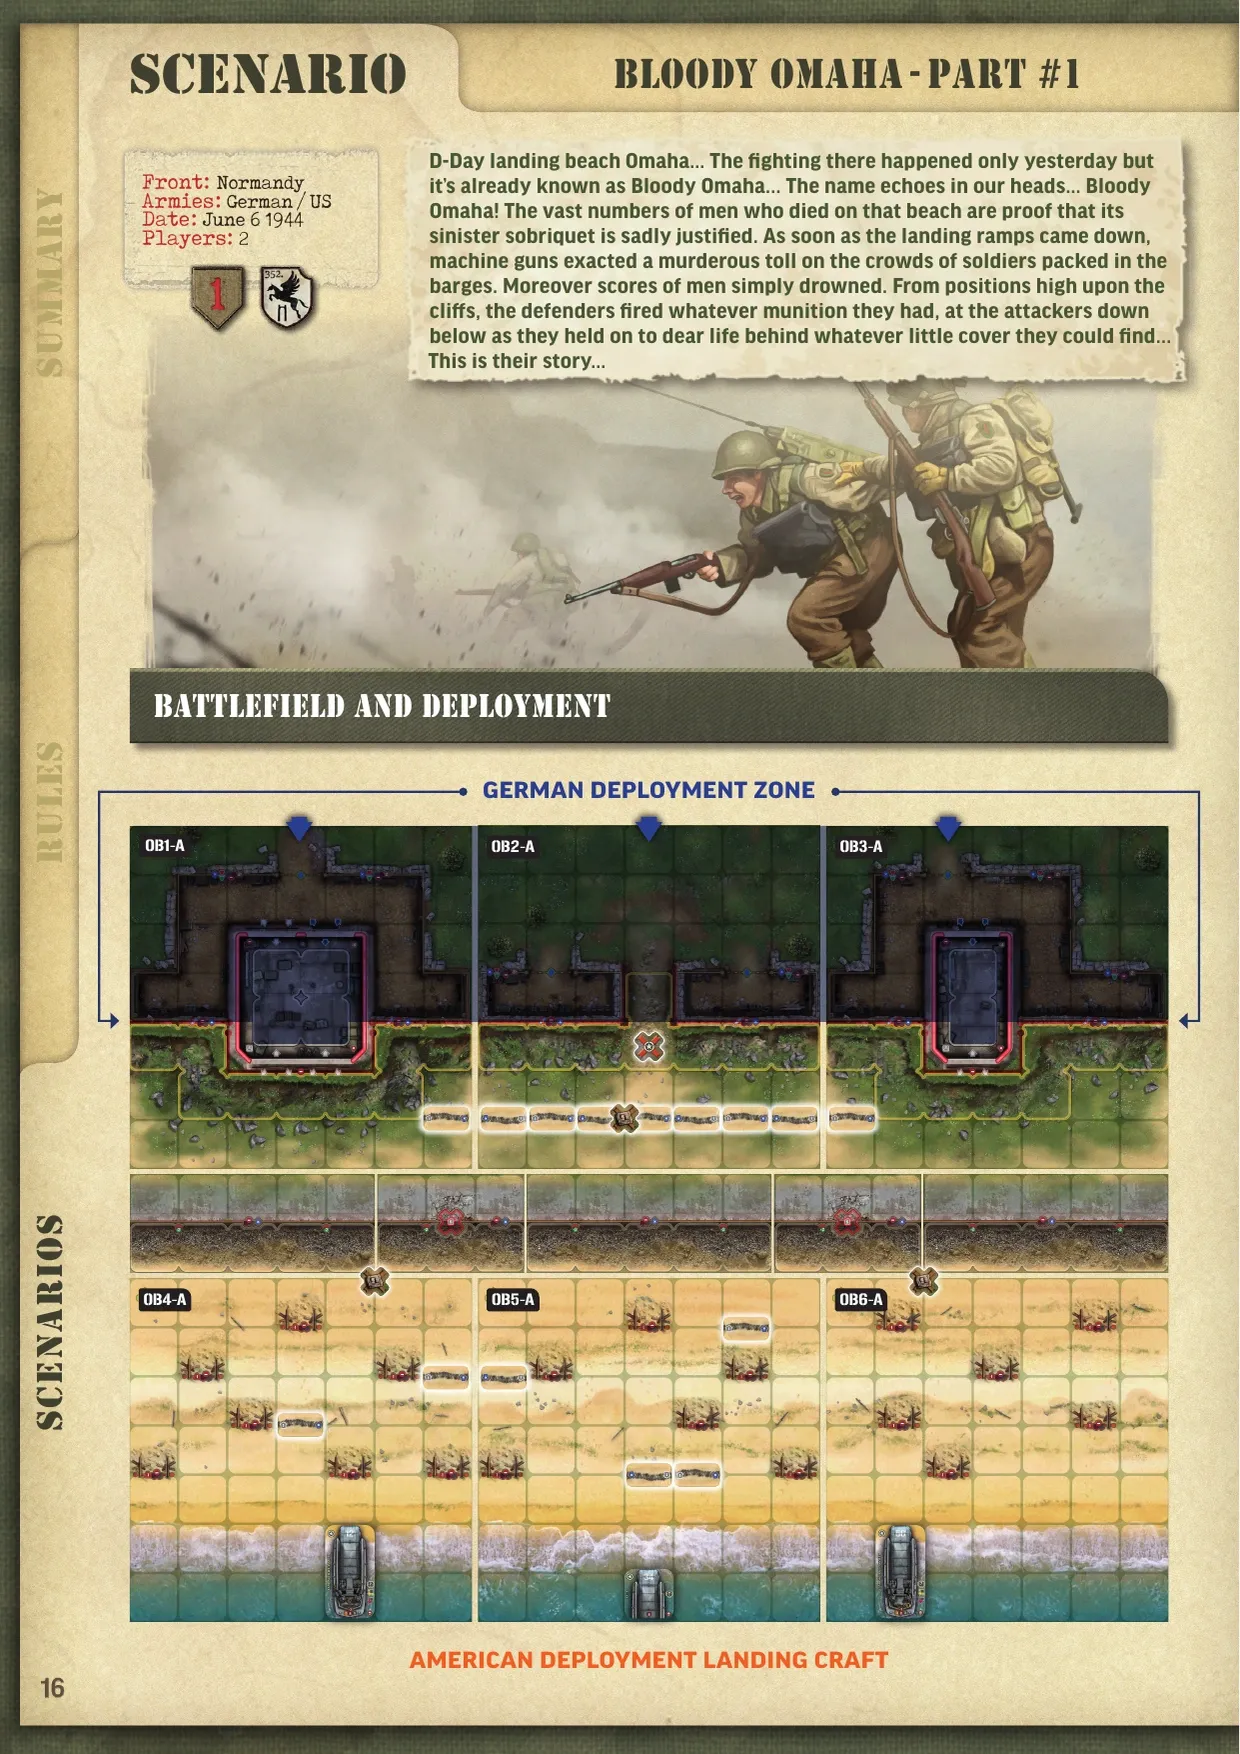 SCENARIO
BLOODY OMAHA - PART #1
Front: Normandy
Armies: German / US
Date: June 6 1944
Players: 2
1
352.
D-Day landing beach Omaha... The fighting there happened only yesterday but
it's already known as Bloody Omaha... The name echoes in our heads... Bloody
Omaha! The vast numbers of men who died on that beach are proof that its
sinister sobriquet is sadly justified. As soon as the landing ramps came down,
machine guns exacted a murderous toll on the crowds of soldiers packed in the
barges. Moreover scores of men simply drowned. From positions high upon the
cliffs, the defenders fired whatever munition they had, at the attackers down
below as they held on to dear life behind whatever little cover they could find...
This is their story...
SUMMARY
RULES
SCENARIOS
BATTLEFIELD AND DEPLOYMENT
GERMAN DEPLOYMENT ZONE
OB1-A
OB2-A
OB3-A
OB4-A
OB5-A
OB6-A
AMERICAN DEPLOYMENT LANDING CRAFT
16